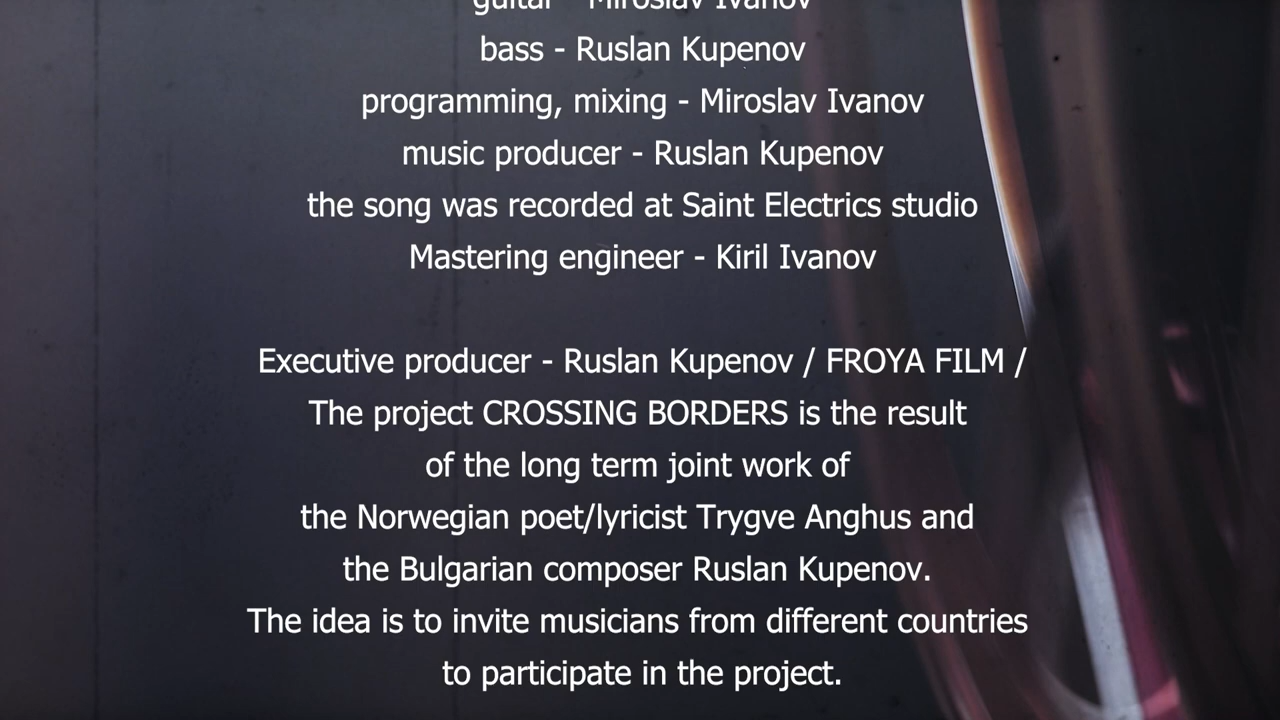 guitar - Miroslav Ivanov
bass - Ruslan Kupenov
programming, mixing - Miroslav Ivanov
music producer - Ruslan Kupenov
the song was recorded at Saint Electrics studio
Mastering engineer - Kiril Ivanov
Executive producer - Ruslan Kupenov / FROYA FILM /
The project CROSSING BORDERS is the result
of the long term joint work of
the Norwegian poet/lyricist Trygve Anghus and
the Bulgarian composer Ruslan Kupenov.
The idea is to invite musicians from different countries
to participate in the project.